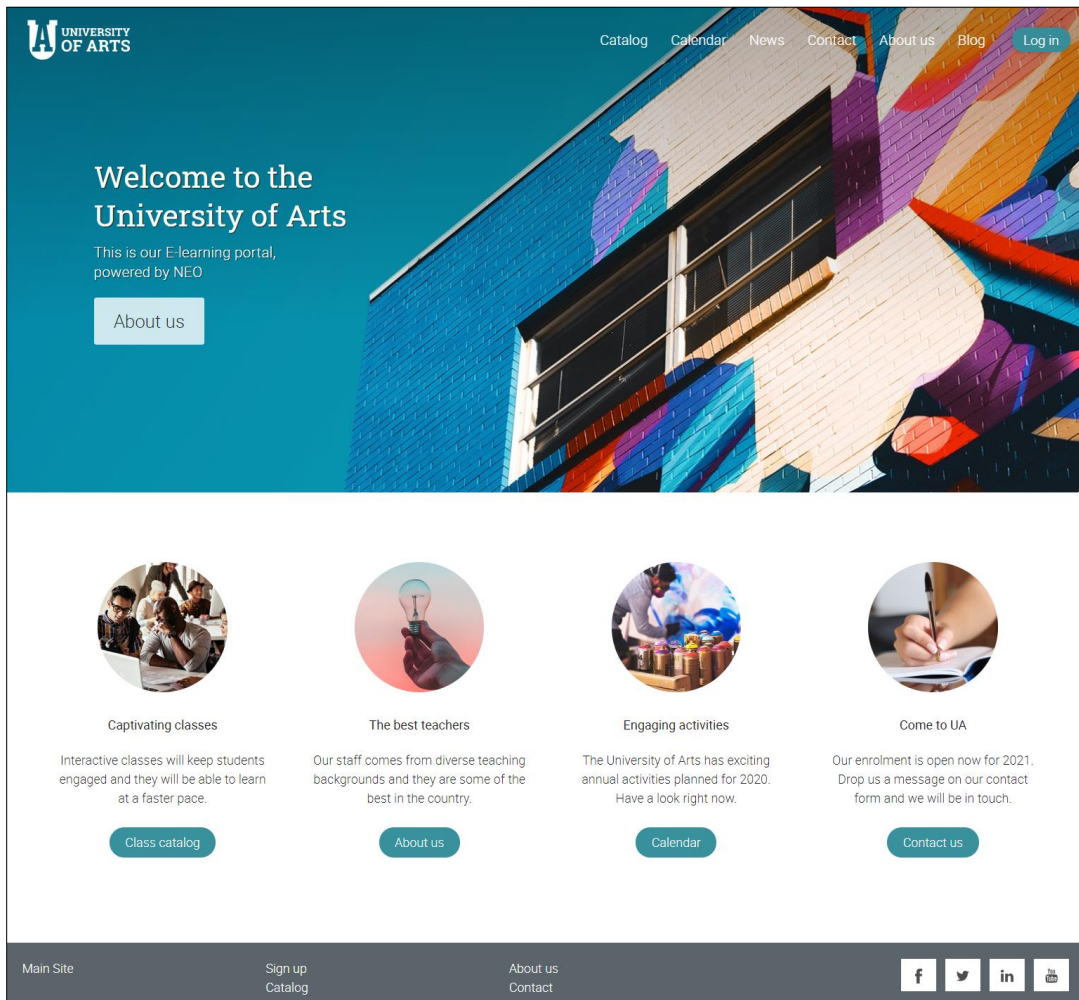 UNIVERSITY
OF ARTS
Catalog Calendar News Contact About us Blog Log in
Welcome to the
University of Arts
This is our E-learning portal,
powered by NEO
About us
Captivating classes
Interactive classes will keep students
engaged and they will be able to learn
at a faster pace.
Class catalog
The best teachers
Our staff comes from diverse teaching
backgrounds and they are some of the
best in the country.
About us
Engaging activities
The University of Arts has exciting
annual activities planned for 2020.
Have a look right now.
Calendar
Come to UA
Our enrolment is open now for 2021.
Drop us a message on our contact
form and we will be in touch.
Contact us
Main Site
Sign up
Catalog
About us
Contact